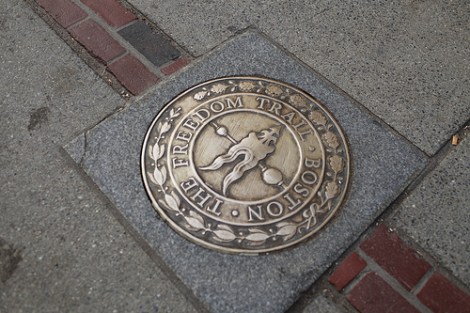 THE FREEDOM TRAIL · BOSTON ·